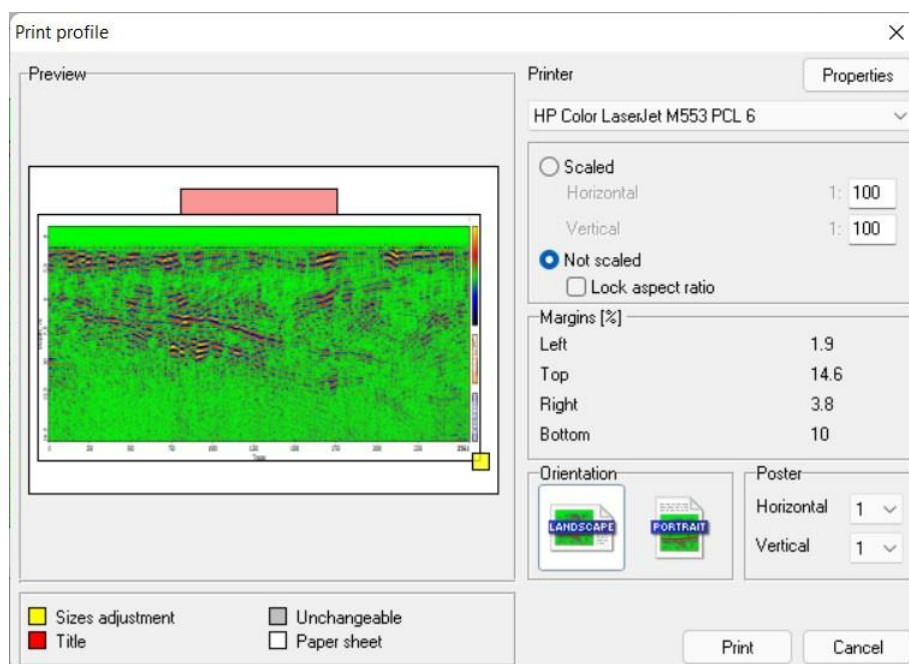 Print profile
Preview
Printer
Properties
HP Color LaserJet M553 PCL 6
Scaled
Horizontal 1: 100
Vertical 1: 100
Not scaled
Lock aspect ratio
Margins [%]
Left 1.9
Top 14.6
Right 3.8
Bottom 10
Orientation
LANDSCAPE
PORTRAIT
Poster
Horizontal 1
Vertical 1
Sizes adjustment
Unchangeable
Title
Paper sheet
Print
Cancel